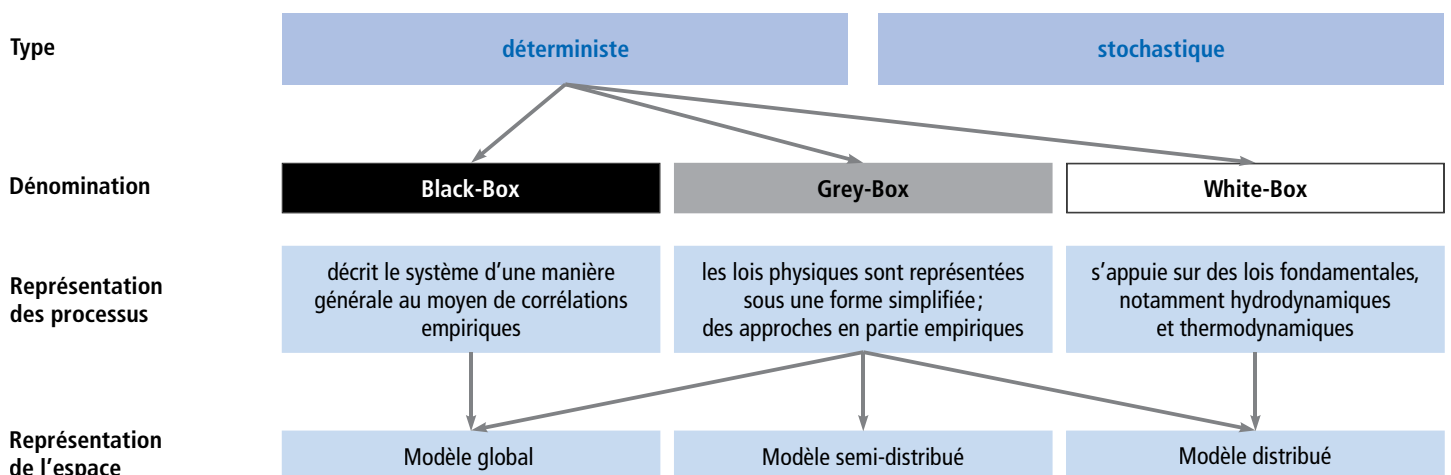 Type
déterministe
stochastique
Dénomination
Black-Box
Grey-Box
White-Box
Représentation
des processus
décrit le système d’une manière
générale au moyen de corrélations
empiriques
les lois physiques sont représentées
sous une forme simplifiée;
des approches en partie empiriques
s’appuie sur des lois fondamentales,
notamment hydrodynamiques
et thermodynamiques
Représentation
de l’espace
Modèle global
Modèle semi-distribué
Modèle distribué